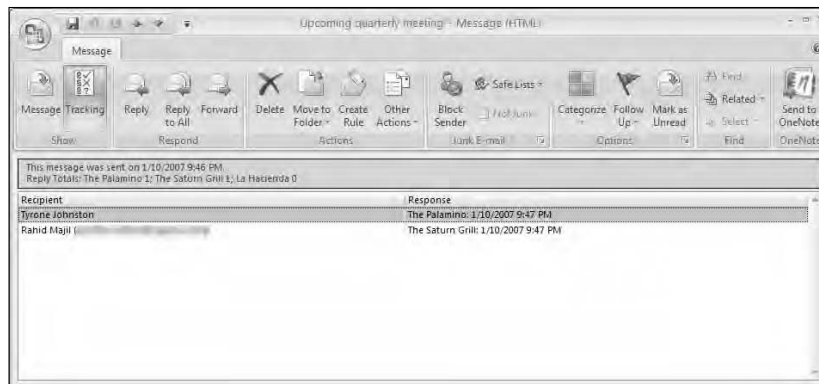 Upcoming quarterly meeting - Message (HTML)
Message
Message Tracking Reply Reply to All Forward Delete Move to Folder Create Rule Other Actions Block Sender Safe Lists Not Junk Categorize Follow Up Mark as Unread Find Related Select Send to OneNote
Show Respond Actions Junk E-mail Options Find OneNote
This message was sent on 1/10/2007 9:46 PM.
Reply Totals: The Palamino 1; The Saturn Grill 1; La Hacienda 0
Recipient Response
Tyrone Johnston The Palamino: 1/10/2007 9:47 PM
Rahid Majil The Saturn Grill: 1/10/2007 9:47 PM